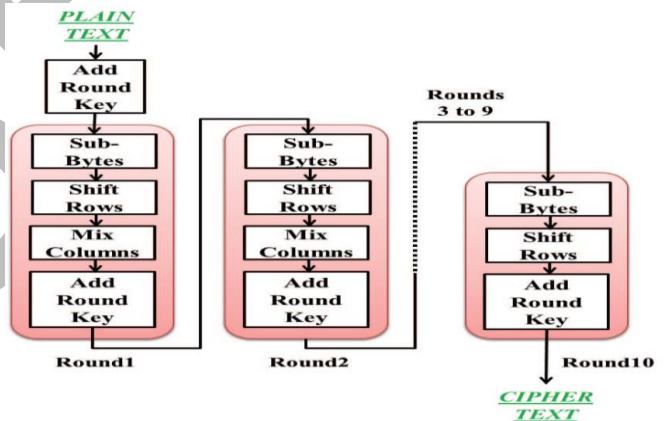 PLAIN
TEXT
Add
Round
Key
Sub-
Bytes
Shift
Rows
Mix
Columns
Add
Round
Key
Round1
Sub-
Bytes
Shift
Rows
Mix
Columns
Add
Round
Key
Round2
Rounds
3 to 9
Sub-
Bytes
Shift
Rows
Add
Round
Key
Round10
CIPHER
TEXT